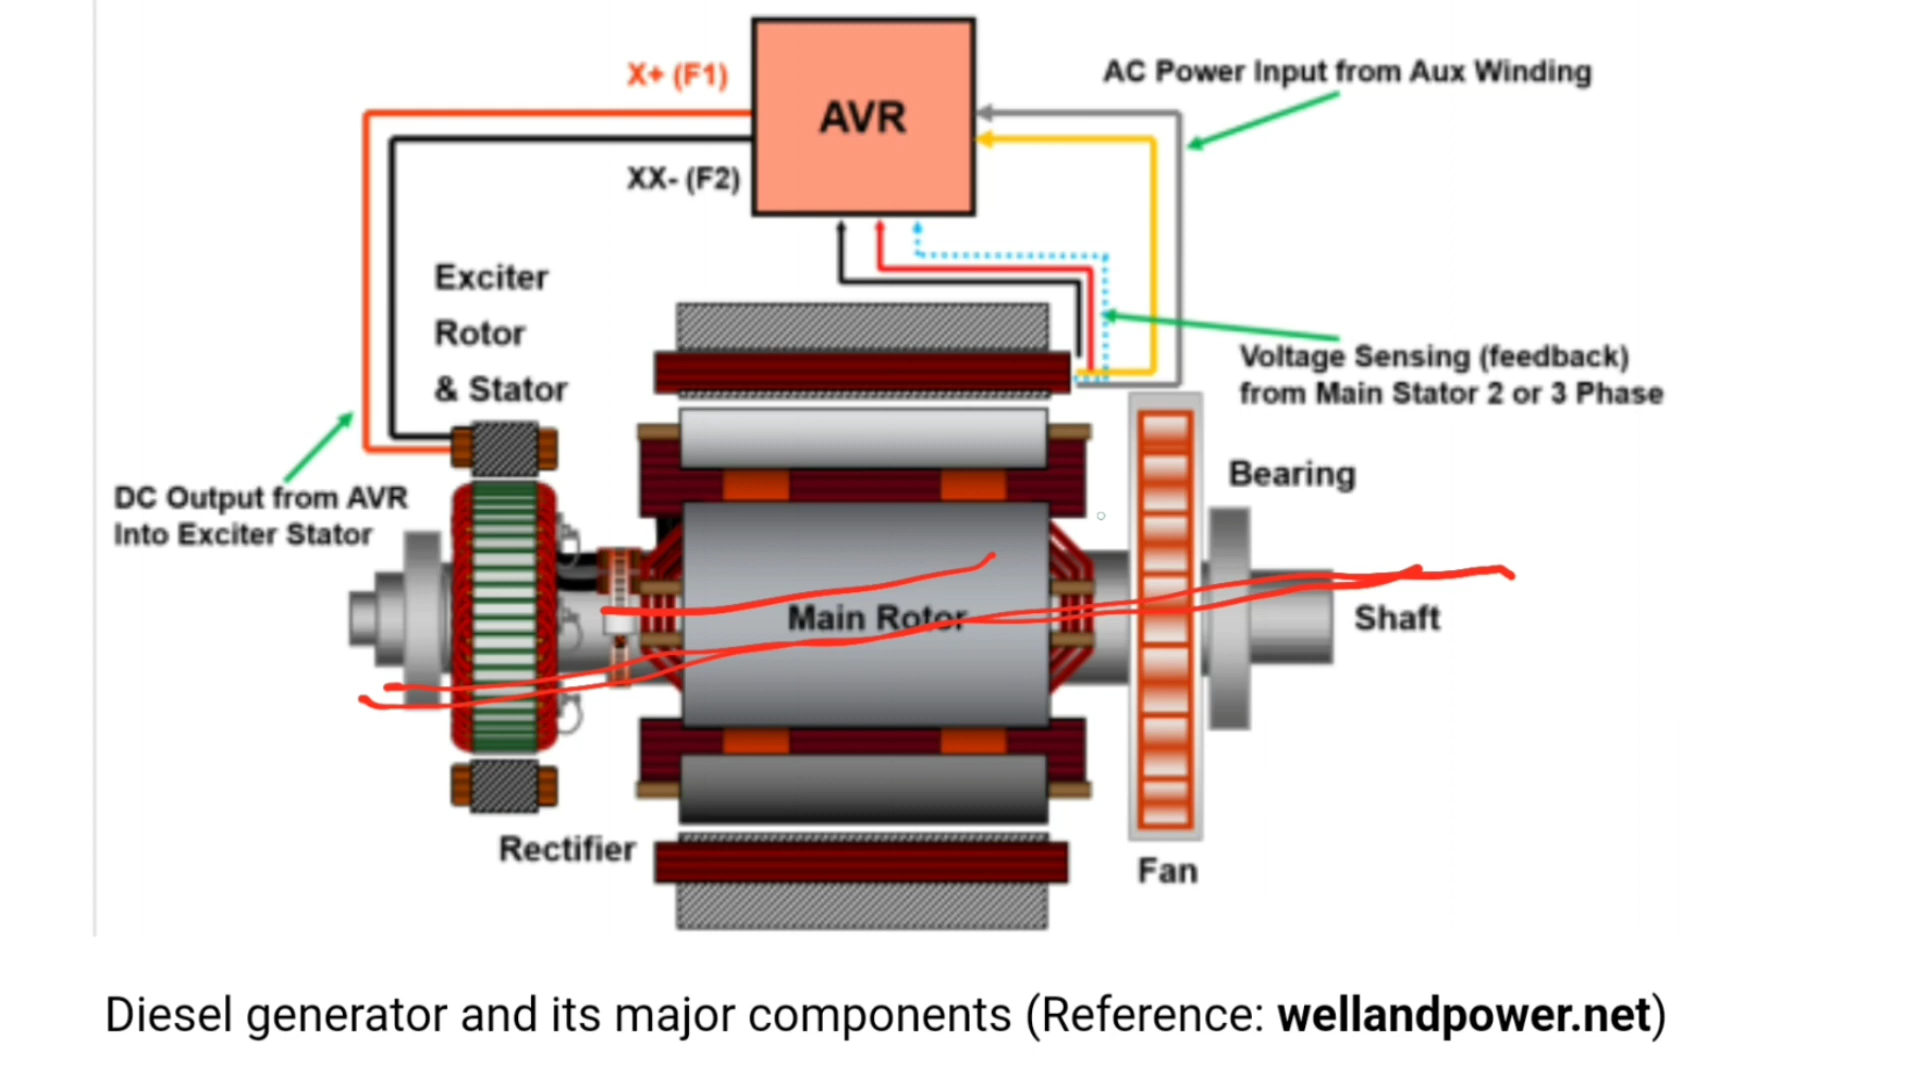 X+ (F1)
AVR
AC Power Input from Aux Winding
XX- (F2)
Exciter
Rotor
& Stator
Voltage Sensing (feedback)
from Main Stator 2 or 3 Phase
Bearing
DC Output from AVR
Into Exciter Stator
Main Rotor
Shaft
Rectifier
Fan
Diesel generator and its major components (Reference: wellandpower.net)